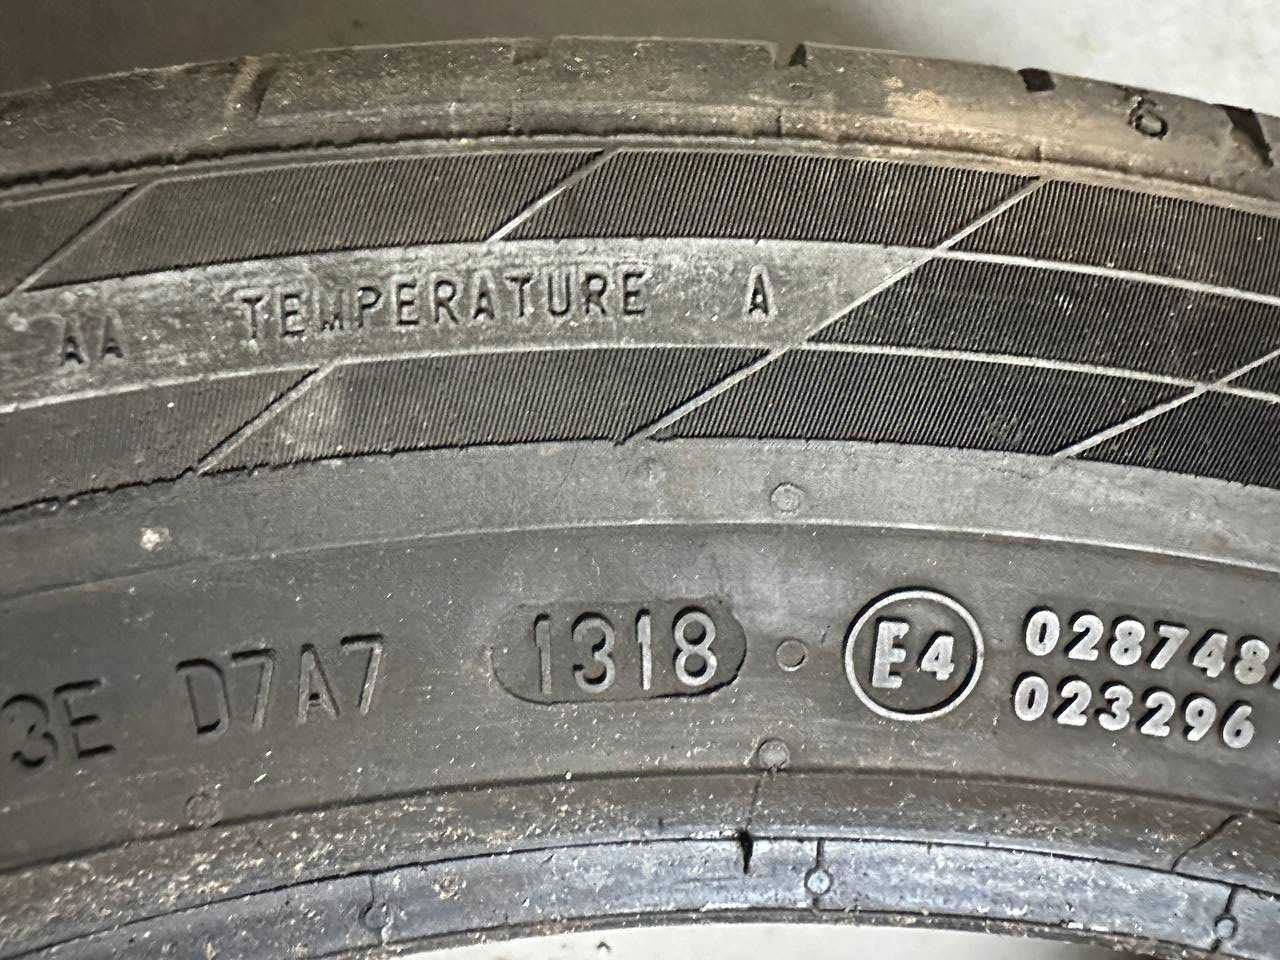 AA TEMPERATURE A
3E D7A7 1318 E4 028748
023296